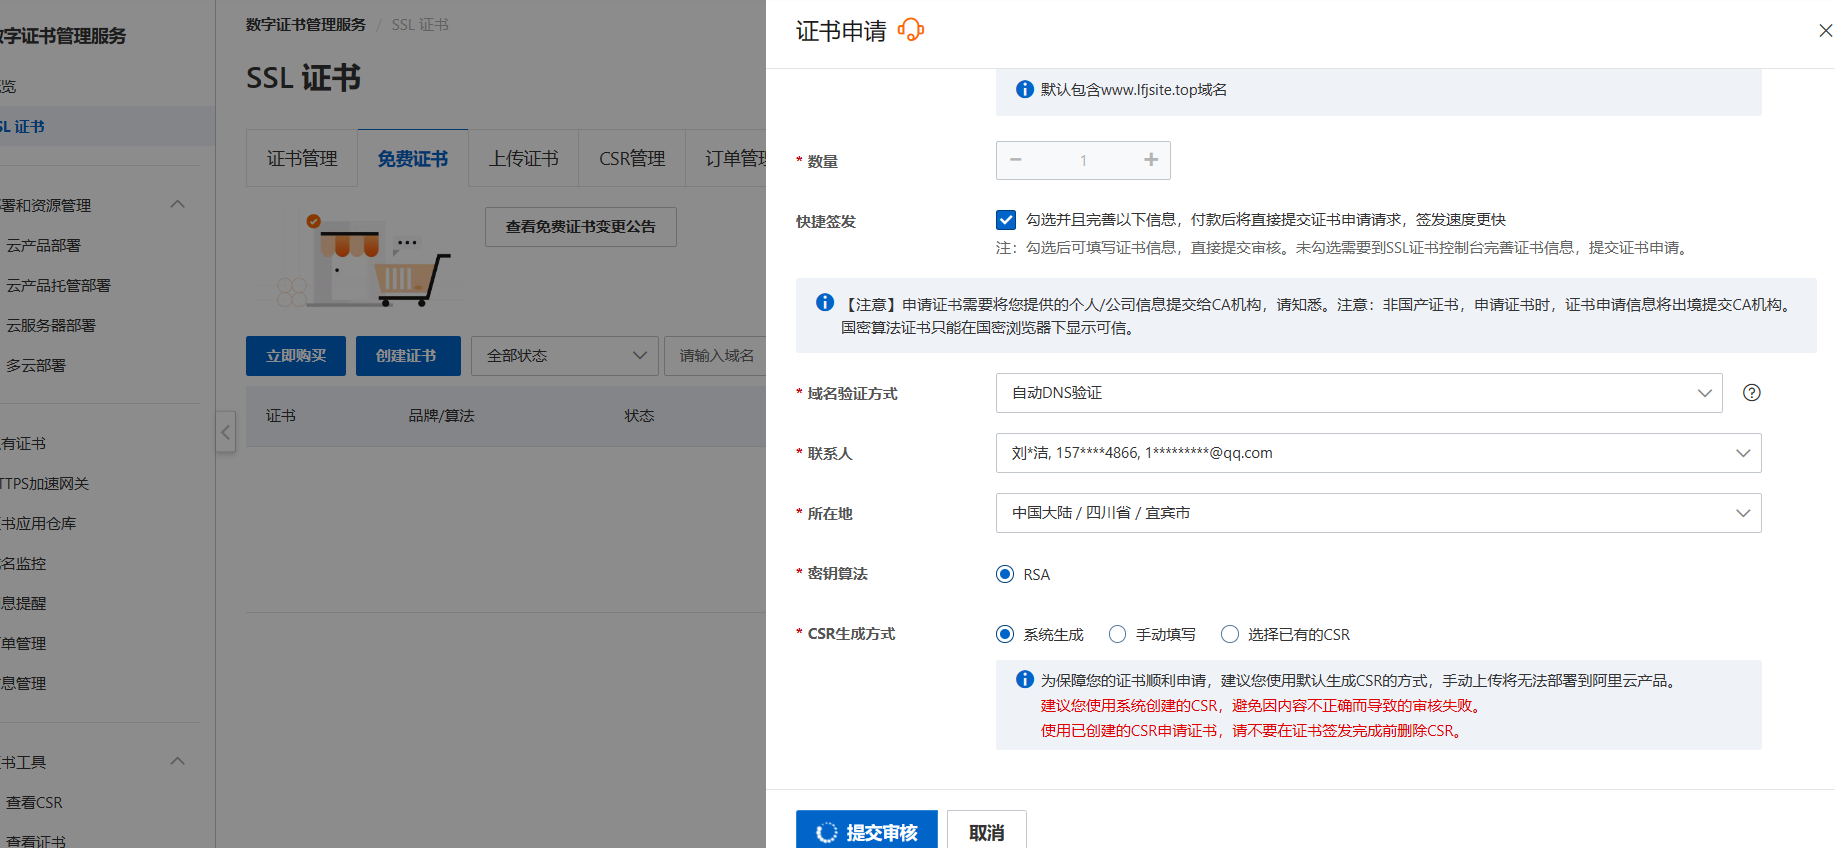 数字证书管理服务
览
SL 证书
署和资源管理
云产品部署
云产品托管部署
云服务器部署
多云部署
有证书
TTPS加速网关
书应用仓库
名监控
息提醒
单管理
息管理
书工具
查看CSR
查看证书
数字证书管理服务 / SSL 证书
SSL 证书
证书管理 免费证书 上传证书 CSR管理 订单管理
查看免费证书变更公告
立即购买 创建证书 全部状态 请输入域名
证书 品牌/算法 状态
证书申请
默认包含www.lfjsite.top域名
* 数量 1
快捷签发 勾选并且完善以下信息，付款后将直接提交证书申请请求，签发速度更快
注：勾选后可填写证书信息，直接提交审核。未勾选需要到SSL证书控制台完善证书信息，提交证书申请。
【注意】申请证书需要将您提供的个人/公司信息提交给CA机构，请知悉。注意：非国产证书，申请证书时，证书申请信息将出境提交CA机构。
国密算法证书只能在国密浏览器下显示可信。
* 域名验证方式 自动DNS验证
* 联系人 刘*洁, 157****4866, 1*********@qq.com
* 所在地 中国大陆 / 四川省 / 宜宾市
* 密钥算法 RSA
* CSR生成方式 系统生成 手动填写 选择已有的CSR
为保障您的证书顺利申请，建议您使用默认生成CSR的方式，手动上传将无法部署到阿里云产品。
建议您使用系统创建的CSR，避免因内容不正确而导致的审核失败。
使用已创建的CSR申请证书，请不要在证书签发完成前删除CSR。
提交审核 取消